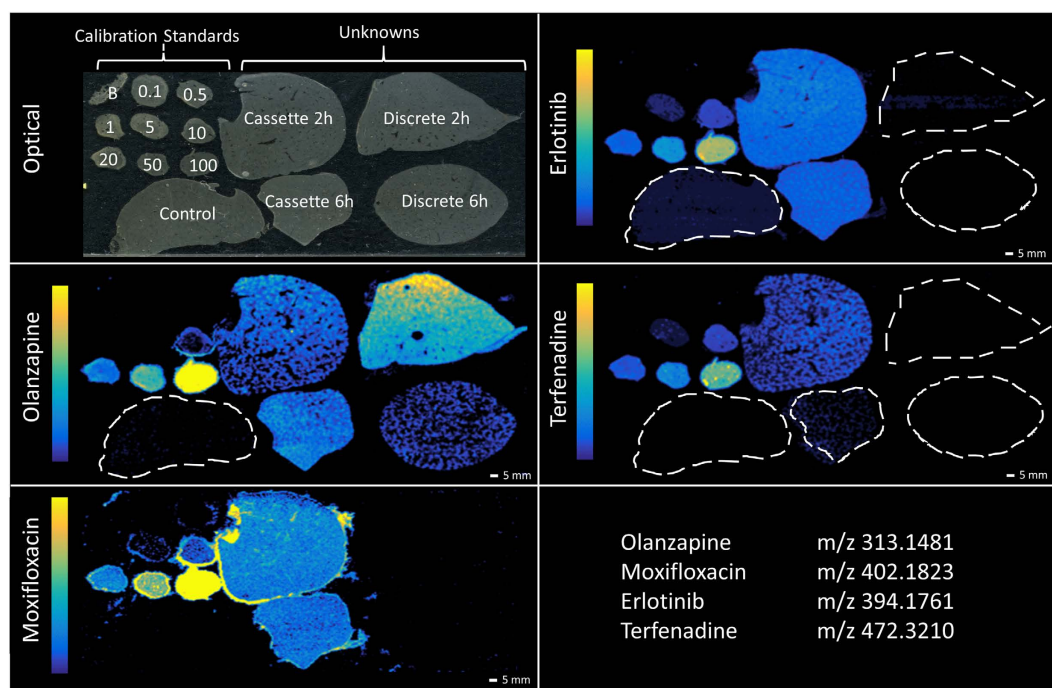 Calibration Standards
Unknowns
Optical
B
0.1
0.5
1
5
10
20
50
100
Cassette 2h
Discrete 2h
Control
Cassette 6h
Discrete 6h
Erlotinib
5 mm
Olanzapine
5 mm
Terfenadine
5 mm
Moxifloxacin
5 mm
Olanzapine m/z 313.1481
Moxifloxacin m/z 402.1823
Erlotinib m/z 394.1761
Terfenadine m/z 472.3210